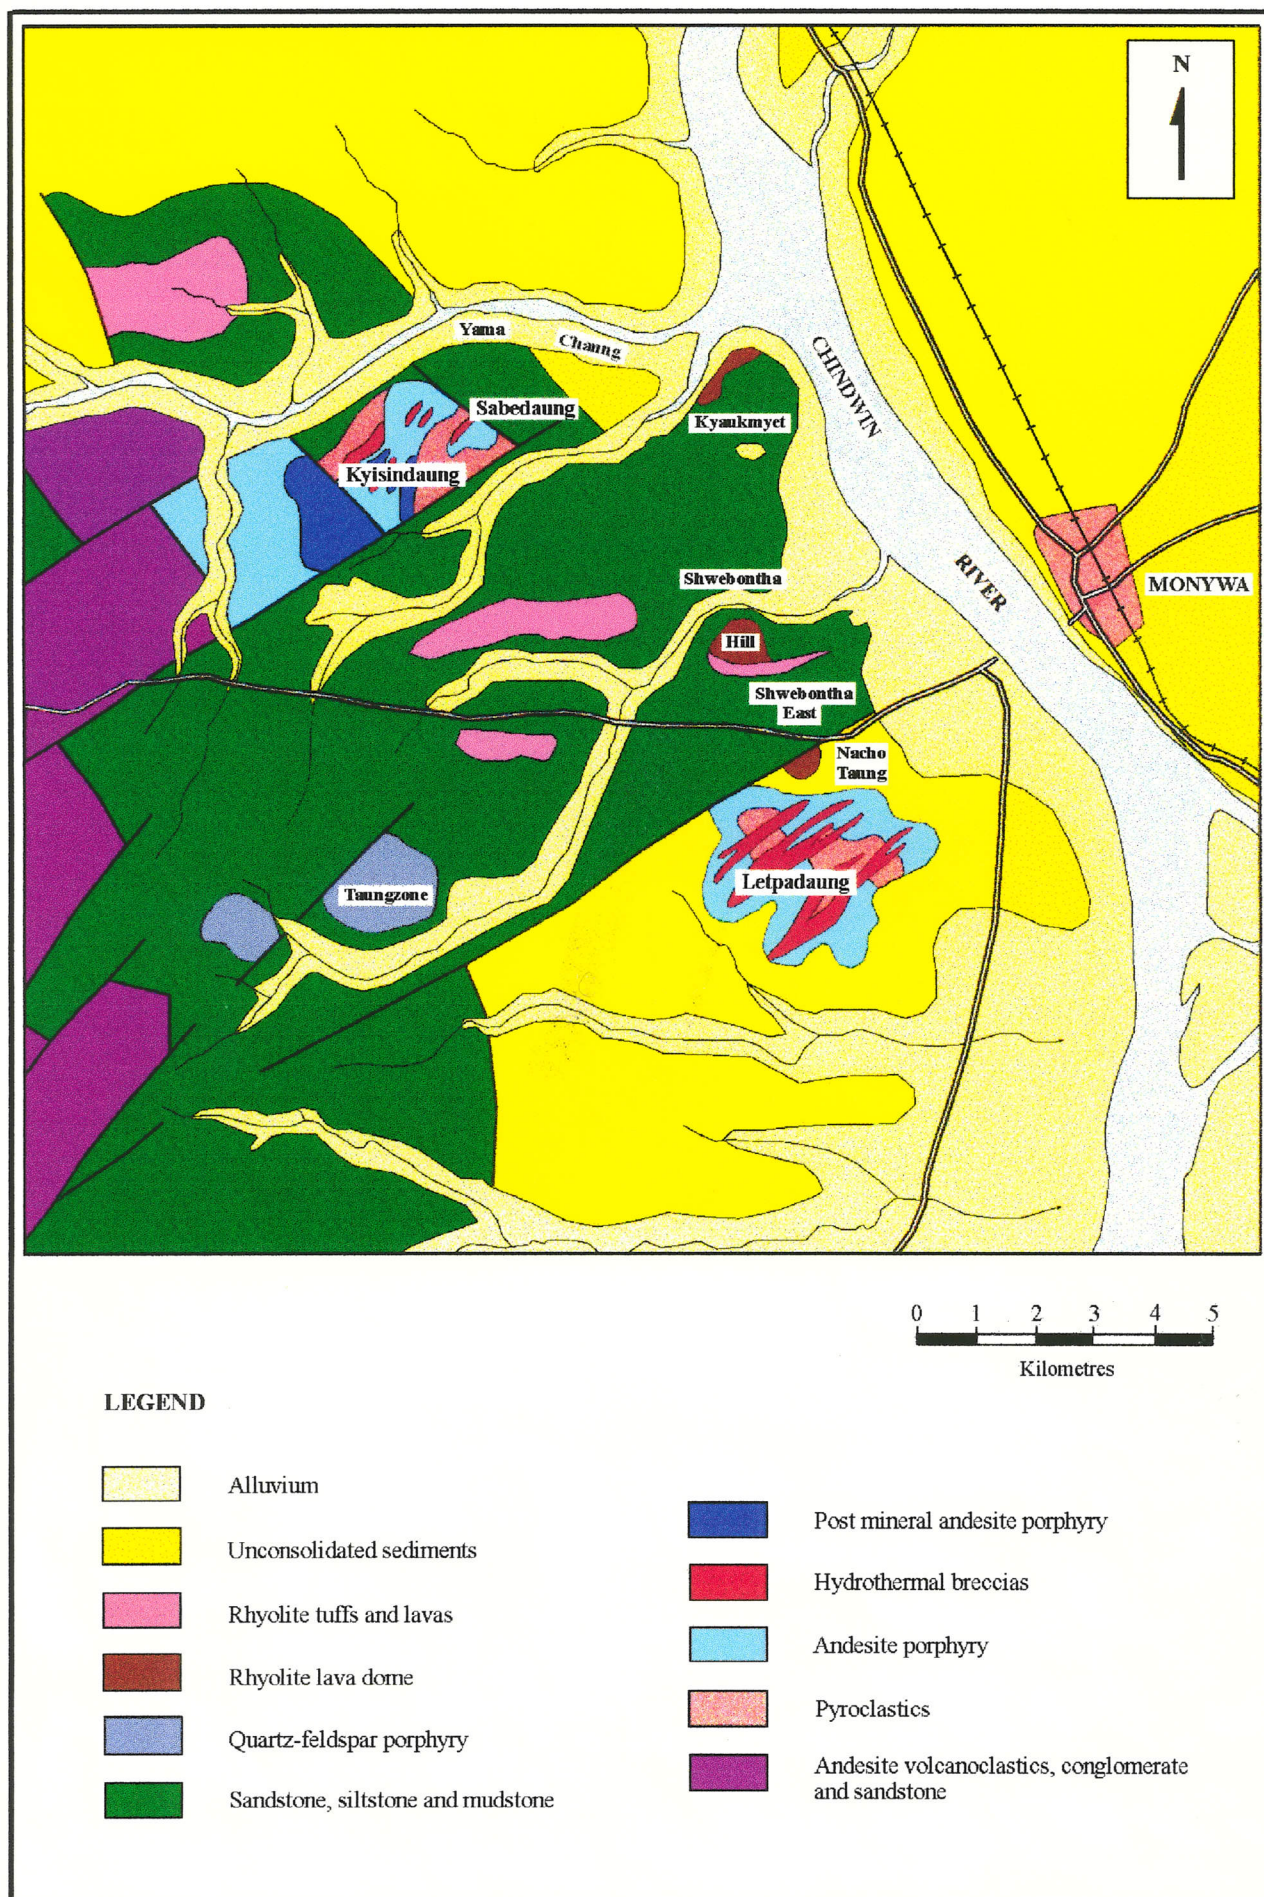 N
Yama
Chaung
CHINDWIN
RIVER
Sabedaung
Kyaukmyet
Kyisindaung
Shwebontha
MONYWA
Hill
Shwebontha
East
Nacho
Taung
Letpadaung
Taungzone
0 1 2 3 4 5
Kilometres
LEGEND
Alluvium
Unconsolidated sediments
Rhyolite tuffs and lavas
Rhyolite lava dome
Quartz-feldspar porphyry
Sandstone, siltstone and mudstone
Post mineral andesite porphyry
Hydrothermal breccias
Andesite porphyry
Pyroclastics
Andesite volcanoclastics, conglomerate
and sandstone